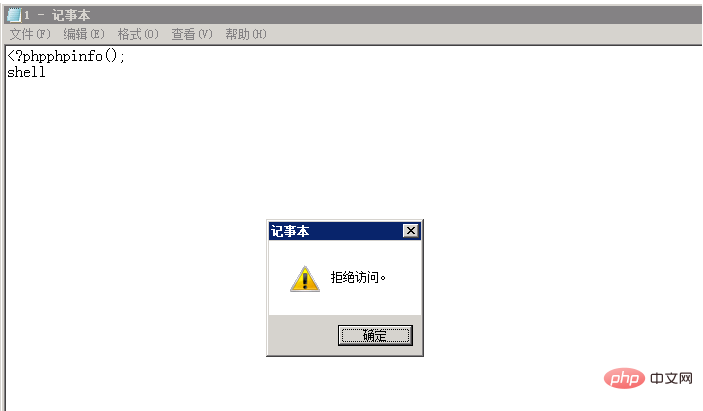 1 - 记事本
文件(F) 编辑(E) 格式(O) 查看(V) 帮助(H)
<?phpphpinfo();
shell
记事本
拒绝访问。
确定
php 中文网